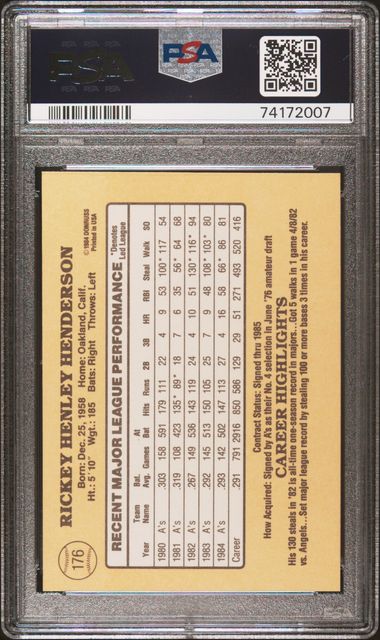 PSA
PSA
74172007
176
RICKEY HENLEY HENDERSON
Born: Dec. 25, 1958 Home: Oakland, Calif.
Ht.: 5'10" Wgt.: 185 Bats: Right Throws: Left
© 1984 DONRUSS
Printed in USA
RECENT MAJOR LEAGUE PERFORMANCE
*Denotes
Led League
Team Bat. At
Year Name Avg. Games Bat Hits Runs 2B 3B HR RBI Steal Walk SO
1980 A's .303 158 591 179 111 22 4 9 53 100* 117 54
1981 A's .319 108 423 135* 89* 18 7 6 35 56* 64 68
1982 A's .267 149 536 143 119 24 4 10 51 130* 116* 94
1983 A's .292 145 513 150 105 25 7 9 48 108* 103* 80
1984 A's .293 142 502 147 113 27 4 16 58 66* 86 81
Career .291 791 2916 850 129 29 51 271 493 520 416
Contract Status: Signed thru 1985
How Acquired: Signed by A's as their No. 4 selection in June '76 amateur draft
CAREER HIGHLIGHTS
His 130 steals in '82 is all-time one-season record in majors...Got 5 walks in 1 game 4/8/82
vs. Angels...Set major league record by stealing 100 or more bases 3 times in his career.